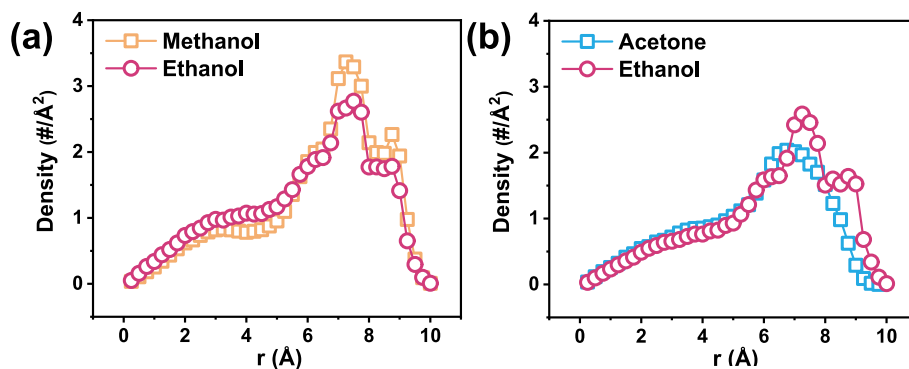 (a)
Methanol
Ethanol
Density (#/Å²)
4
3
2
1
0
0 2 4 6 8 10
r (Å)
(b)
Acetone
Ethanol
Density (#/Å²)
4
3
2
1
0
0 2 4 6 8 10
r (Å)